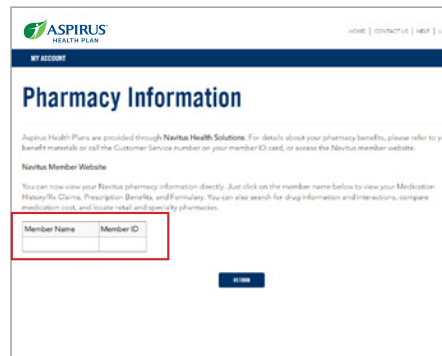 ASPIRUS
HEALTH PLAN
HOME | CONTACT US | HELP |
MY ACCOUNT
Pharmacy Information
Aspirus Health Plans are provided through Navitus Health Solutions. For details about your pharmacy benefits, please refer to
benefit materials or call the Customer Service number on your member ID card, or access the Navitus member website.
Navitus Member Website
You can now view your Navitus pharmacy information directly. Just click on the member name below to view your Medication
History/Rx Claims, Prescription Benefits, and Formulary. You can also search for drug information and interactions, compare
medication cost, and locate retail and specialty pharmacies.
Member Name Member ID
RETURN